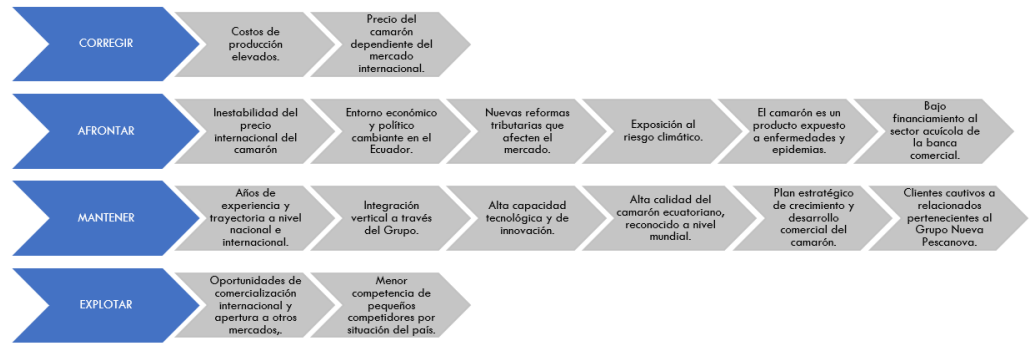 CORREGIR
Costos de
producción
elevados.
Precio del
camarón
dependiente del
mercado
internacional.
AFRONTAR
Inestabilidad del
precio
internacional del
camarón
Entorno económico
y político
cambiante en el
Ecuador.
Nuevas reformas
tributarias que
afecten el
mercado.
Exposición al
riesgo climático.
El camarón es un
producto expuesto
a enfermedades y
epidemias.
Bajo
financiamiento al
sector acuícola de
la banca
comercial.
MANTENER
Años de
experiencia y
trayectoria a nivel
nacional e
internacional.
Integración
vertical a través
del Grupo.
Alta capacidad
tecnológica y de
innovación.
Alta calidad del
camarón ecuatoriano,
reconocido a nivel
mundial.
Plan estratégico
de crecimiento y
desarrollo
comercial del
camarón.
Clientes cautivos a
relacionados
pertenecientes al
Grupo Nueva
Pescanova.
EXPLOTAR
Oportunidades de
comercialización
internacional y
apertura a otros
mercados,.
Menor
competencia de
pequeños
competidores por
situación del país.